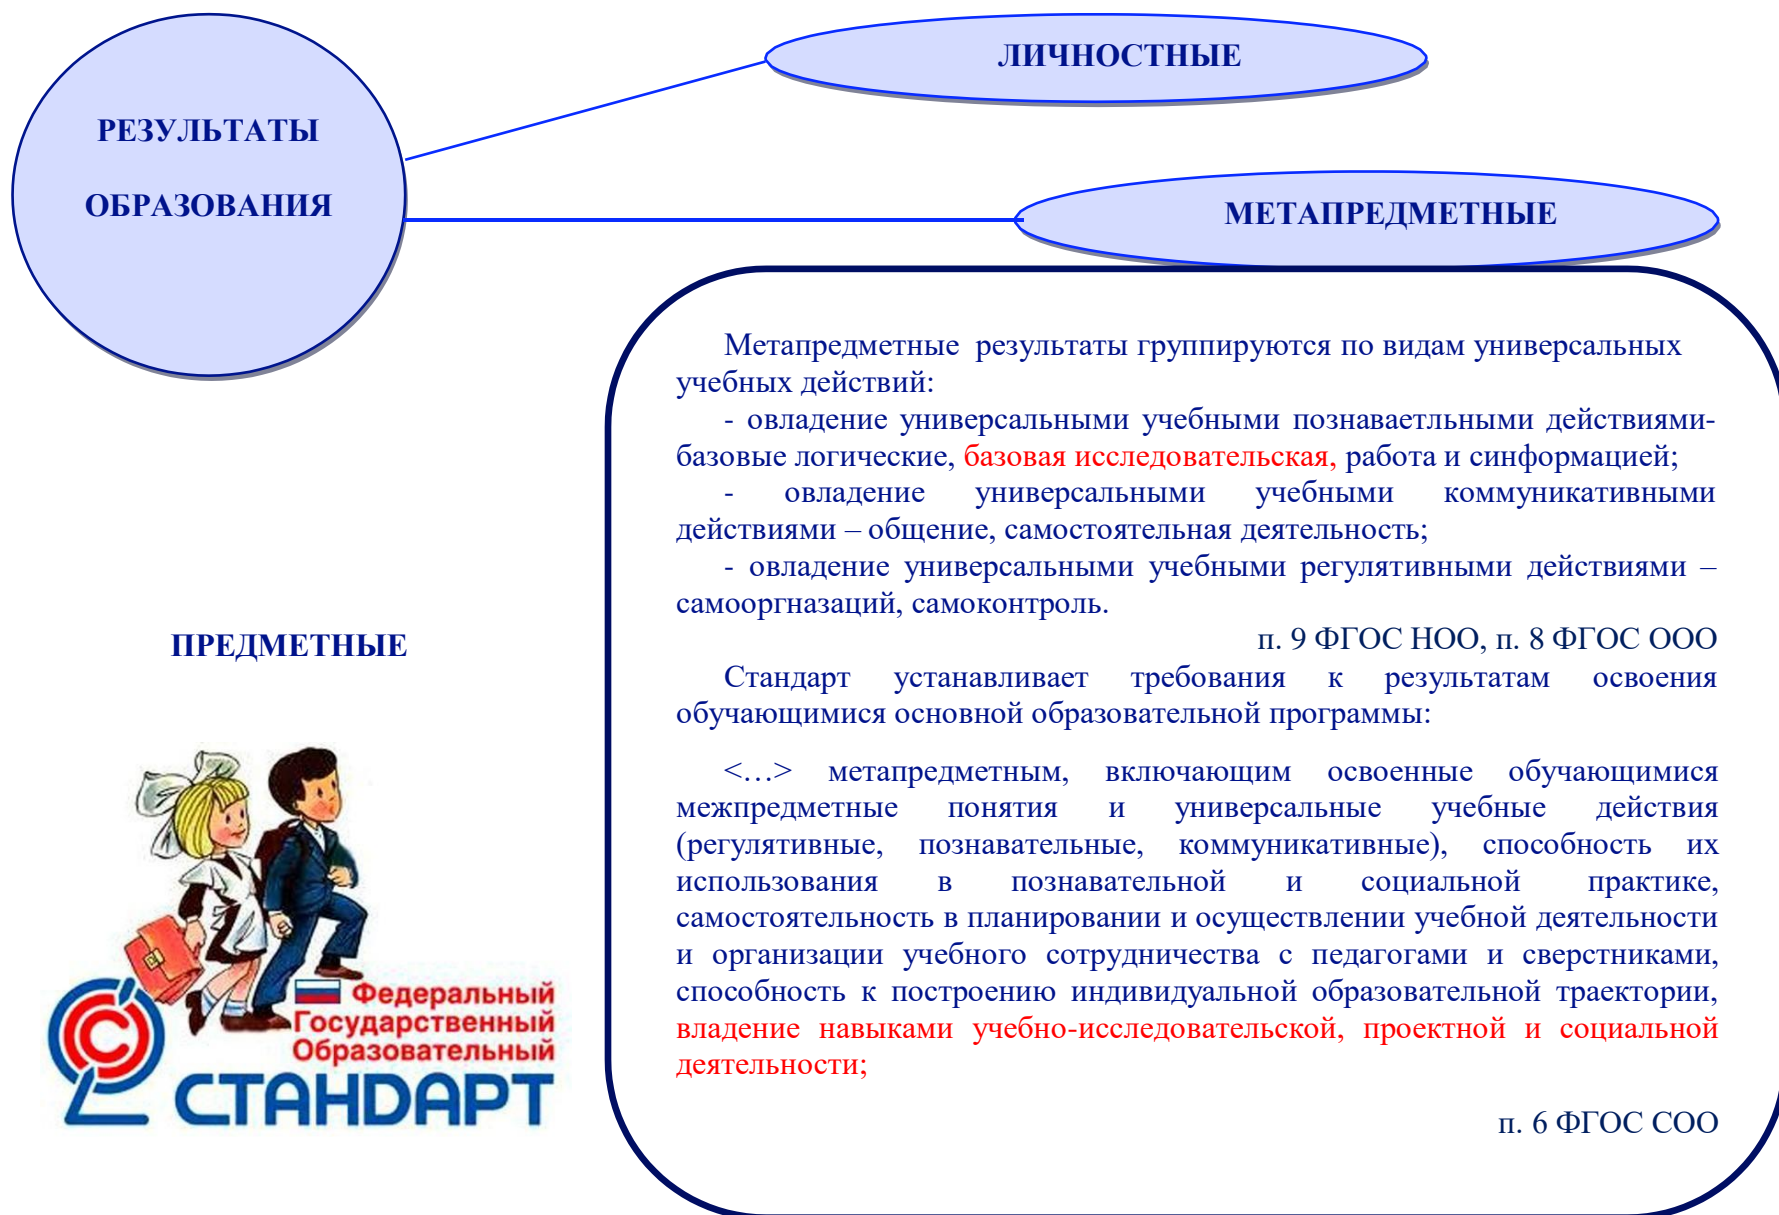 РЕЗУЛЬТАТЫ
ОБРАЗОВАНИЯ
ЛИЧНОСТНЫЕ
МЕТАПРЕДМЕТНЫЕ
Метапредметные результаты группируются по видам универсальных
учебных действий:
- овладение универсальными учебными познаваетльными действиями-
базовые логические, базовая исследовательская, работа и синформацией;
- овладение универсальными учебными коммуникативными
действиями – общение, самостоятельная деятельность;
- овладение универсальными учебными регулятивными действиями –
самооргназаций, самоконтроль.
п. 9 ФГОС НОО, п. 8 ФГОС ООО
Стандарт устанавливает требования к результатам освоения
обучающимися основной образовательной программы:
<…> метапредметным, включающим освоенные обучающимися
межпредметные понятия и универсальные учебные действия
(регулятивные, познавательные, коммуникативные), способность их
использования в познавательной и социальной практике,
самостоятельность в планировании и осуществлении учебной деятельности
и организации учебного сотрудничества с педагогами и сверстниками,
способность к построению индивидуальной образовательной траектории,
владение навыками учебно-исследовательской, проектной и социальной
деятельности;
п. 6 ФГОС СОО
ПРЕДМЕТНЫЕ
Федеральный
Государственный
Образовательный
СТАНДАРТ